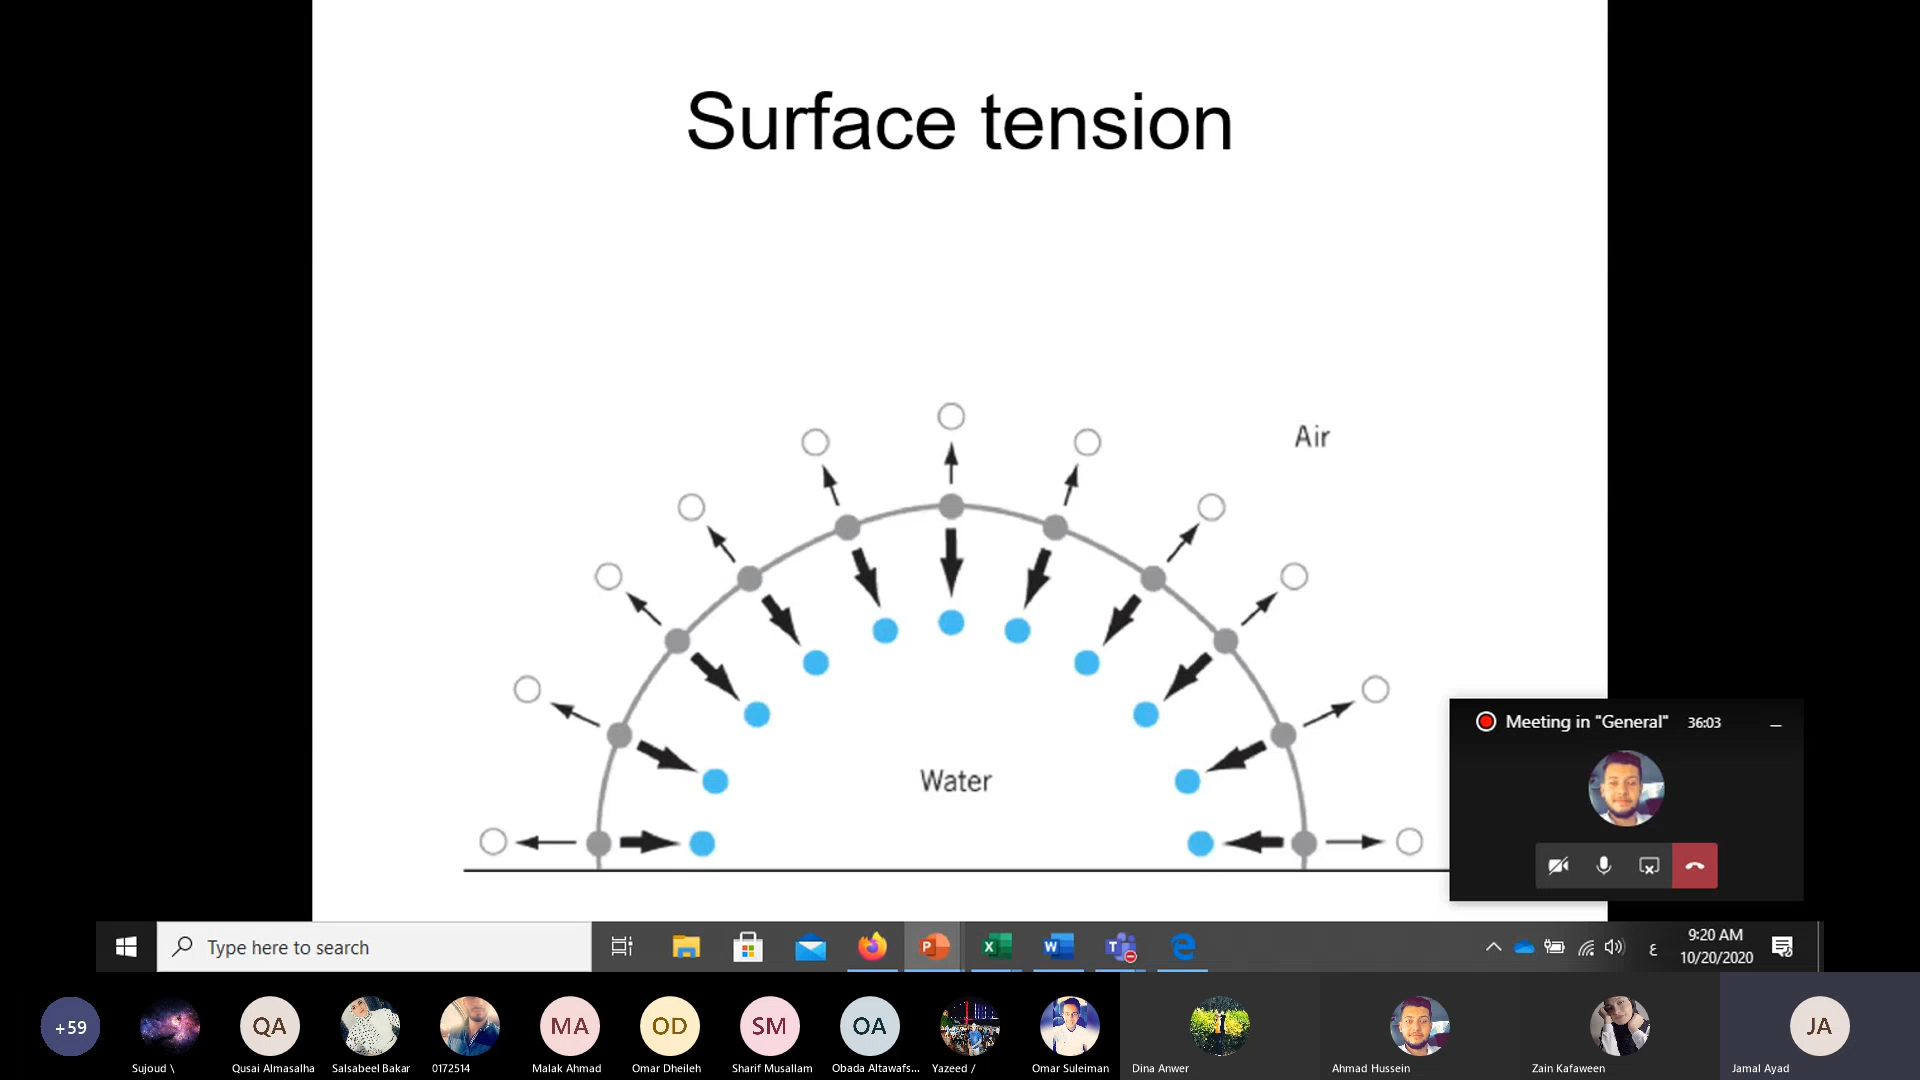 Surface tension
Air
Water
Meeting in "General" 36:03
Type here to search
ع
9:20 AM
10/20/2020
+59
QA
MA
OD
SM
OA
JA
Sujoud \
Qusai Almasalha
Salsabeel Bakar
0172514
Malak Ahmad
Omar Dheileh
Sharif Musallam
Obada Altawafs...
Yazeed /
Omar Suleiman
Dina Anwer
Ahmad Hussein
Zain Kafaween
Jamal Ayad